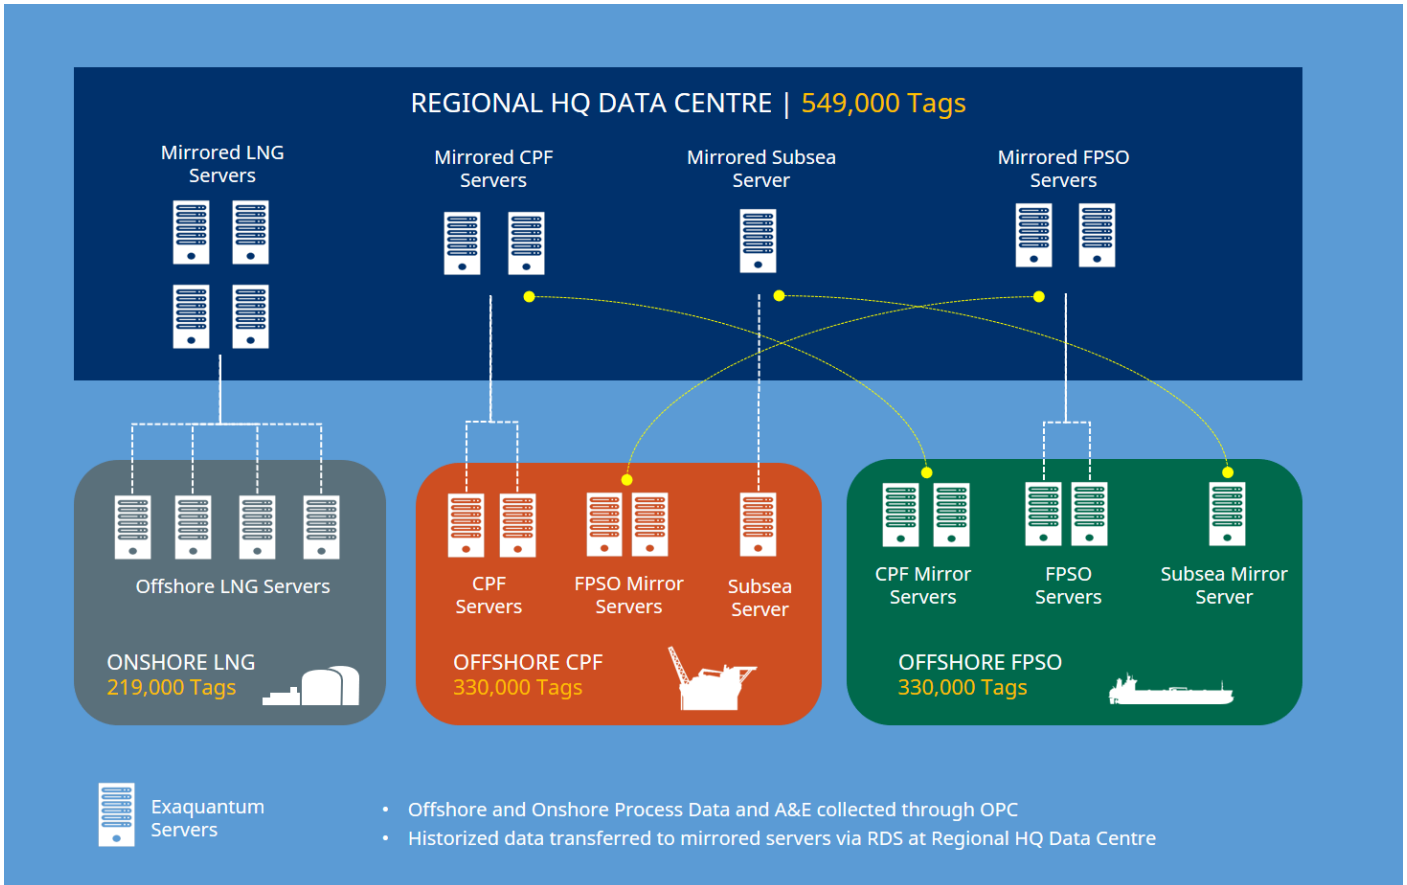 REGIONAL HQ DATA CENTRE | 549,000 Tags
Mirrored LNG
Servers
Mirrored CPF
Servers
Mirrored Subsea
Server
Mirrored FPSO
Servers
Offshore LNG Servers
ONSHORE LNG
219,000 Tags
CPF
Servers
FPSO Mirror
Servers
Subsea
Server
OFFSHORE CPF
330,000 Tags
CPF Mirror
Servers
FPSO
Servers
Subsea Mirror
Server
OFFSHORE FPSO
330,000 Tags
Exaquantum
Servers
• Offshore and Onshore Process Data and A&E collected through OPC
• Historized data transferred to mirrored servers via RDS at Regional HQ Data Centre